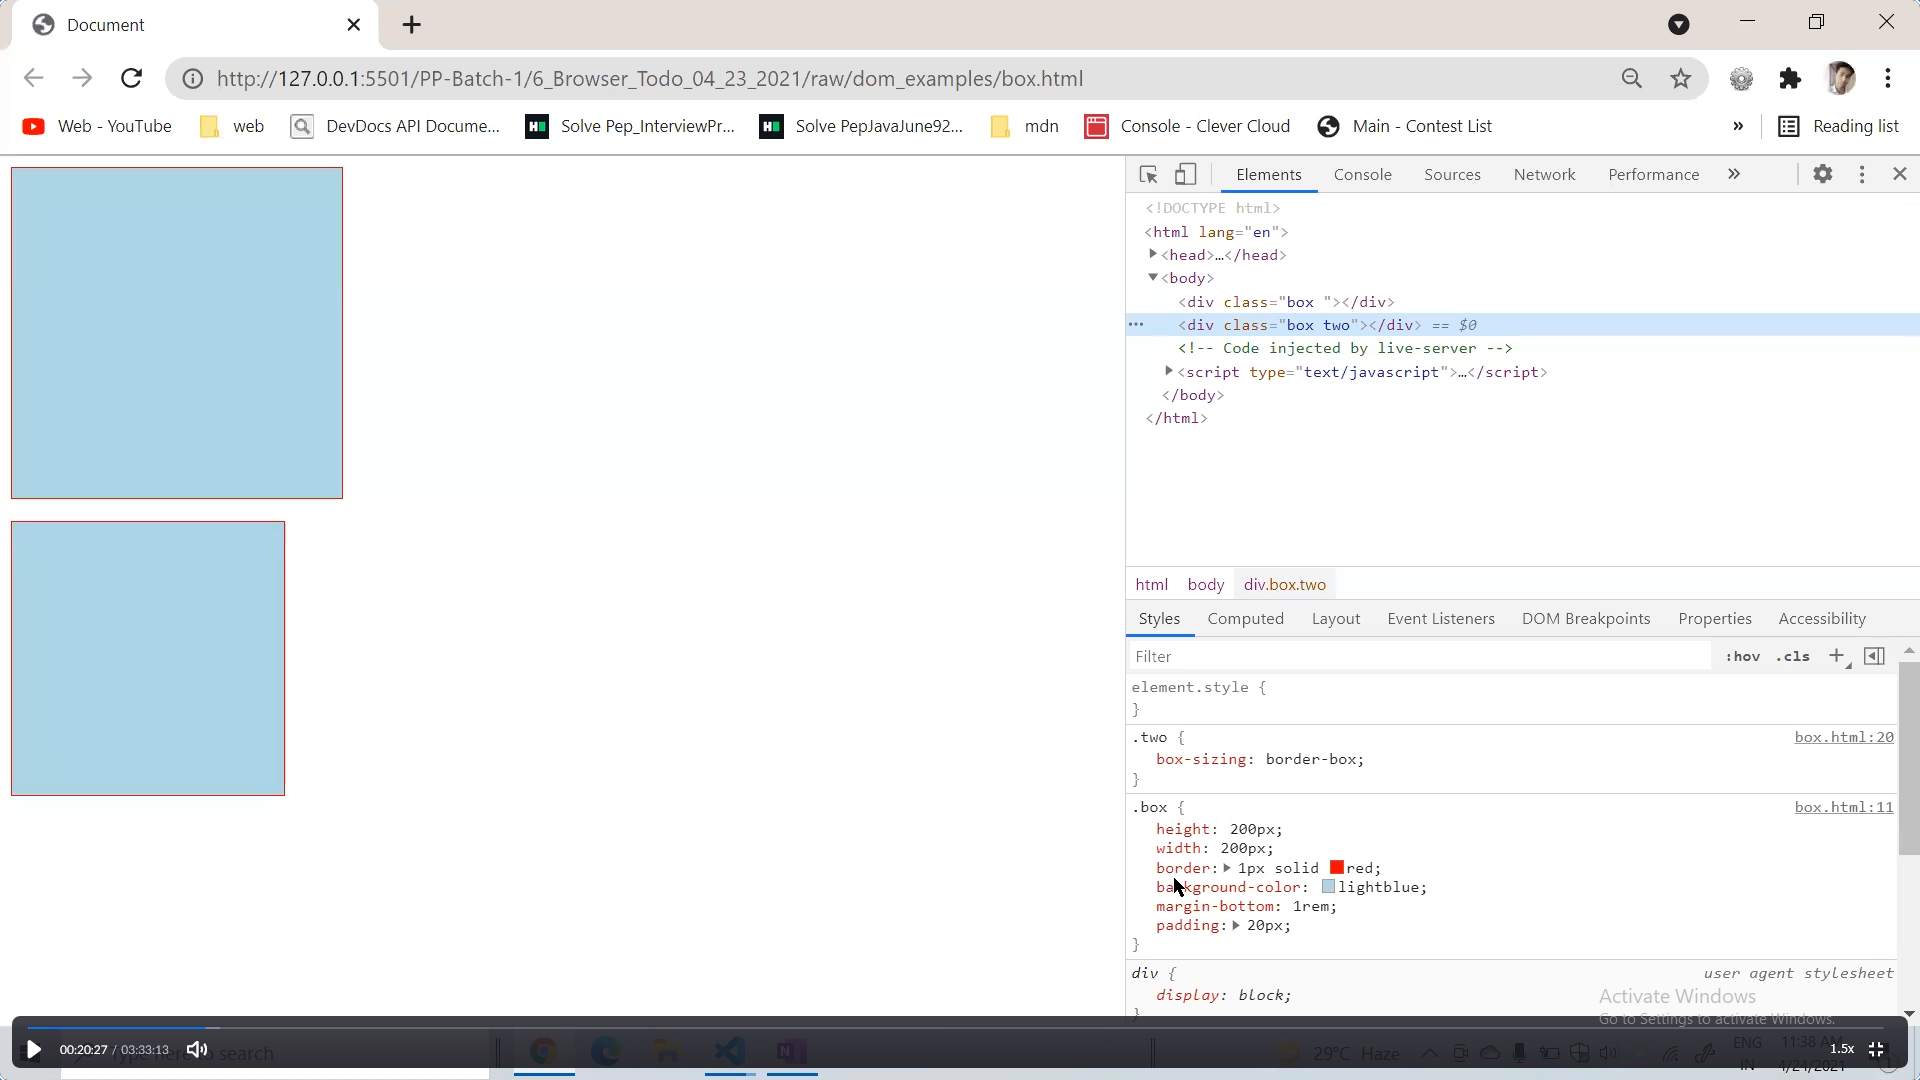 Document
http://127.0.0.1:5501/PP-Batch-1/6_Browser_Todo_04_23_2021/raw/dom_examples/box.html
Web - YouTube web DevDocs API Docume... Solve Pep_InterviewPr... Solve PepJavaJune92... mdn Console - Clever Cloud Main - Contest List » Reading list
Elements Console Sources Network Performance »
<!DOCTYPE html>
<html lang="en">
<head>…</head>
<body>
<div class="box "></div>
<div class="box two"></div> == $0
<!-- Code injected by live-server -->
<script type="text/javascript">…</script>
</body>
</html>
html body div.box.two
Styles Computed Layout Event Listeners DOM Breakpoints Properties Accessibility
Filter :hov .cls
element.style {
}
.two { box.html:20
box-sizing: border-box;
}
.box { box.html:11
height: 200px;
width: 200px;
border: 1px solid red;
background-color: lightblue;
margin-bottom: 1rem;
padding: 20px;
}
div { user agent stylesheet
display: block;
}
Activate Windows
Go to Settings to activate Windows.
00:20:27 / 03:33:13 Type here to search 29°C Haze ENG 11:38 AM 1.5x
IN 4/24/2021